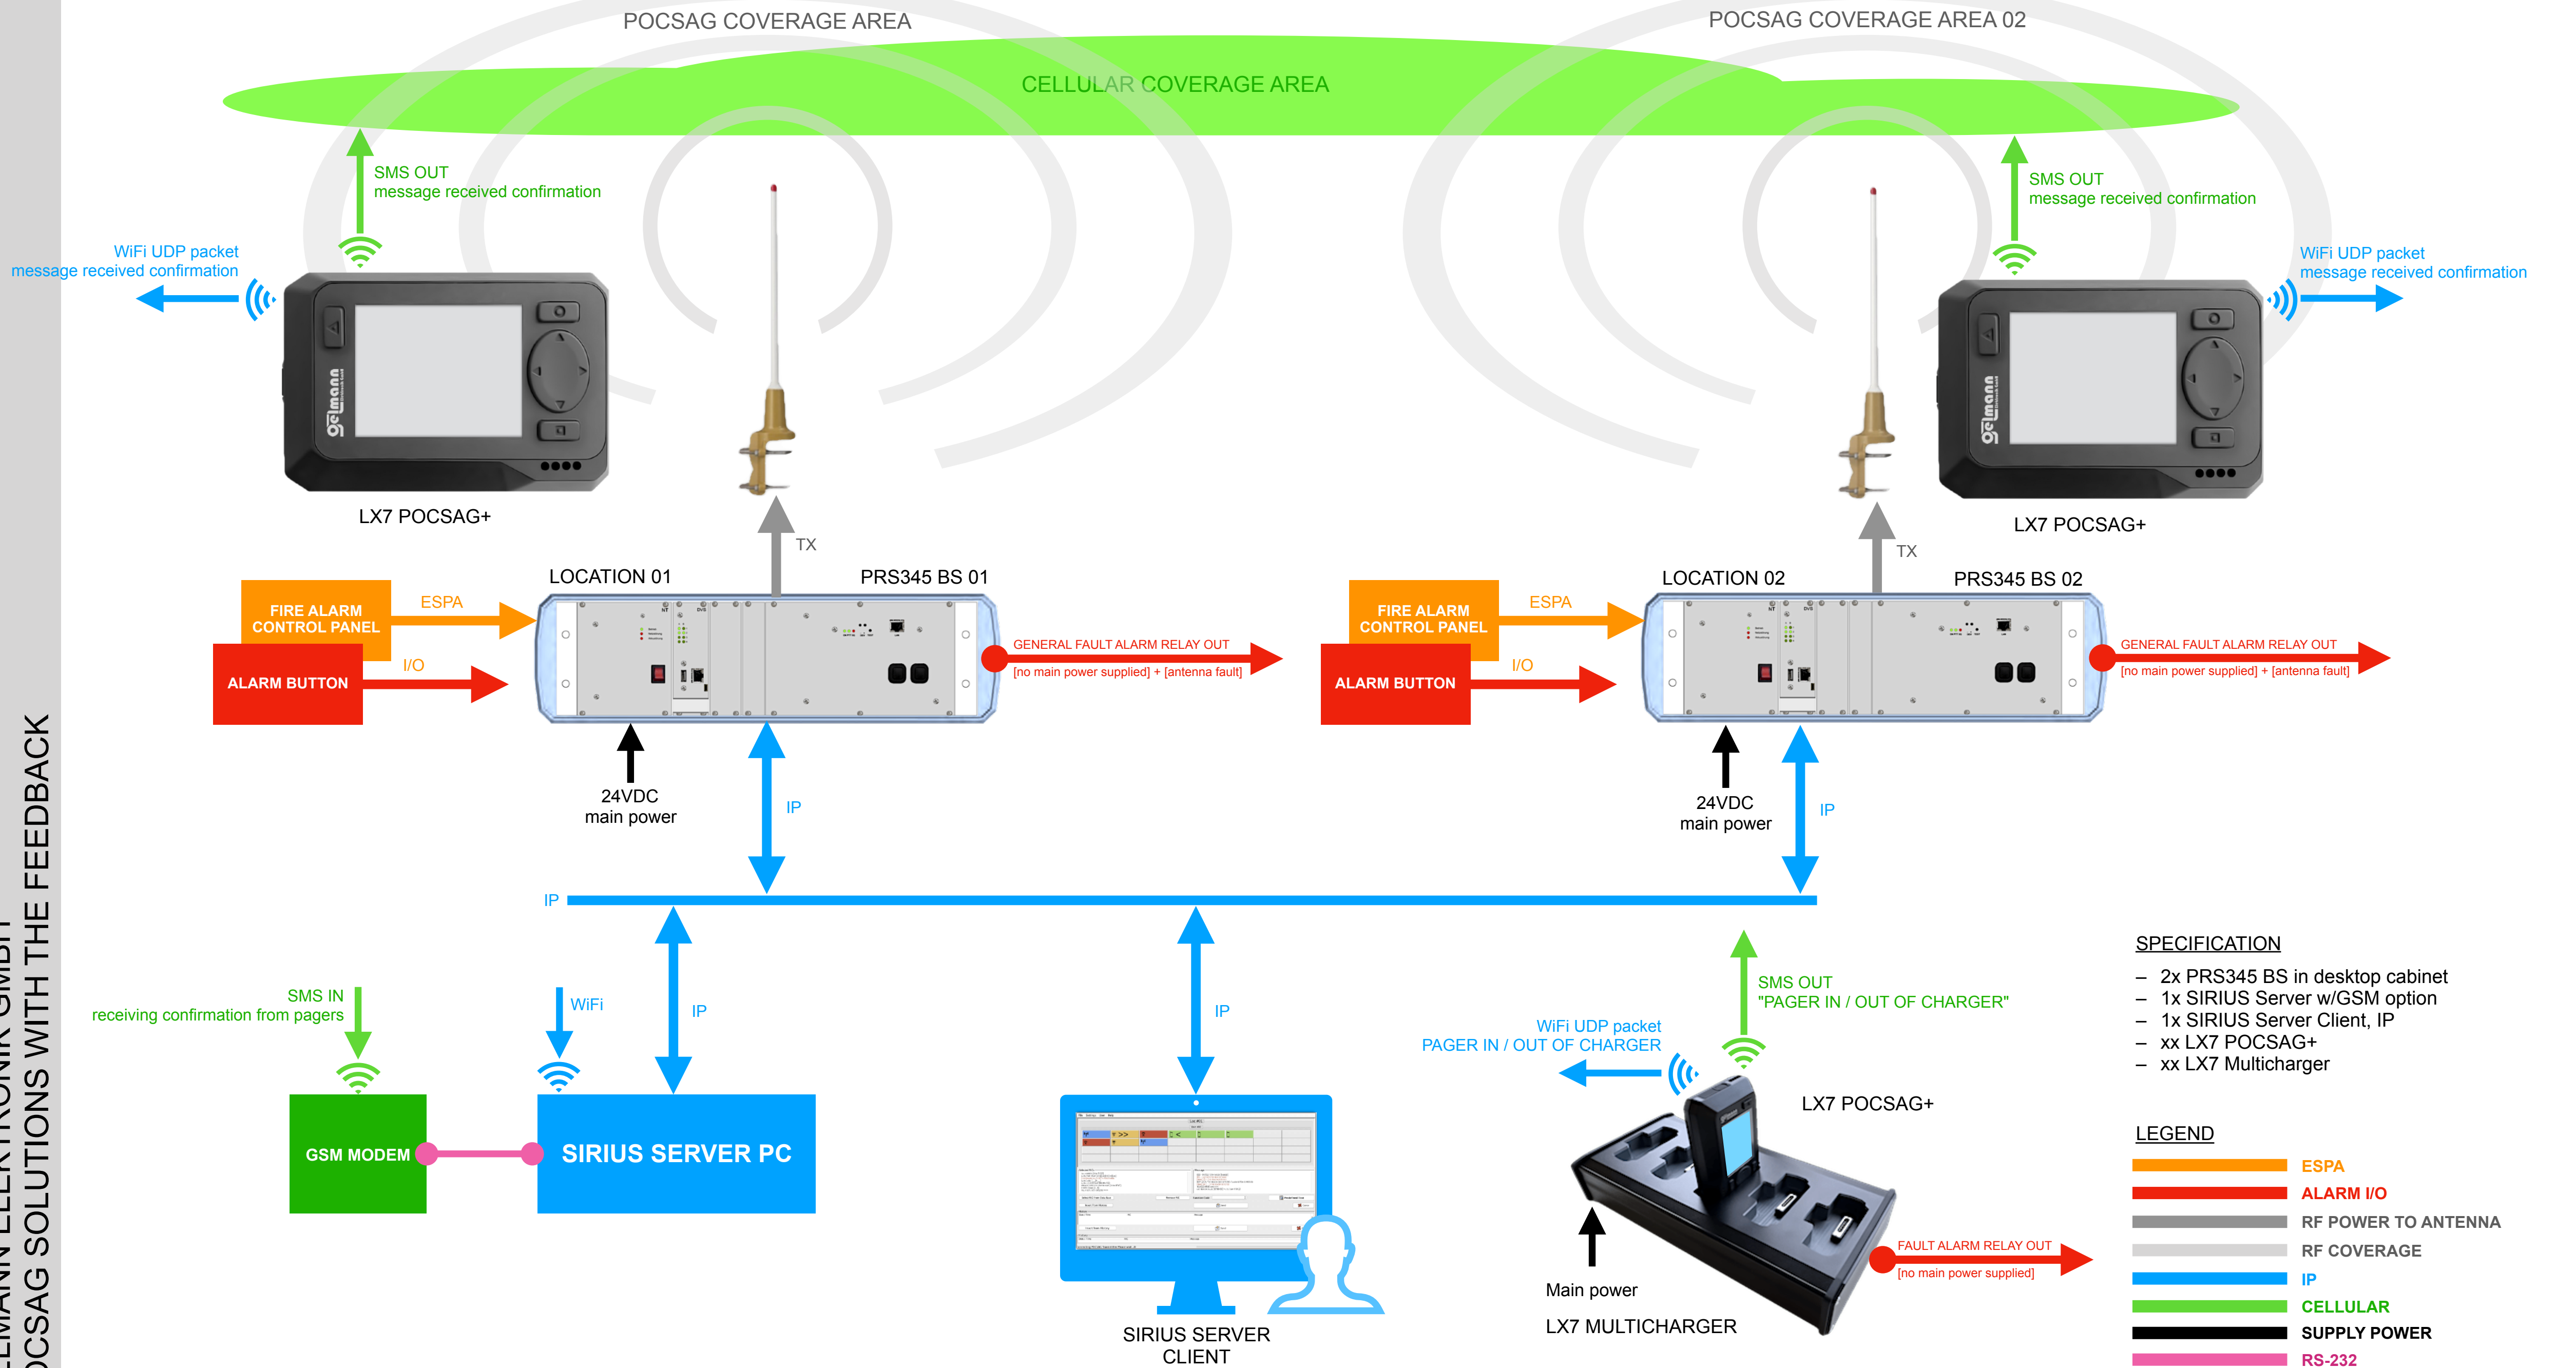 POCSAG COVERAGE AREA
POCSAG COVERAGE AREA 02
CELLULAR COVERAGE AREA
SMS OUT
message received confirmation
SMS OUT
message received confirmation
WiFi UDP packet
message received confirmation
WiFi UDP packet
message received confirmation
gelmann
gelmann
LX7 POCSAG+
LX7 POCSAG+
TX
TX
LOCATION 01
PRS345 BS 01
LOCATION 02
PRS345 BS 02
FIRE ALARM
CONTROL PANEL
ESPA
ALARM BUTTON
I/O
GENERAL FAULT ALARM RELAY OUT
[no main power supplied] + [antenna fault]
FIRE ALARM
CONTROL PANEL
ESPA
ALARM BUTTON
I/O
GENERAL FAULT ALARM RELAY OUT
[no main power supplied] + [antenna fault]
24VDC
main power
IP
24VDC
main power
IP
IP
SMS IN
receiving confirmation from pagers
WiFi
IP
IP
GSM MODEM
SIRIUS SERVER PC
SIRIUS SERVER
CLIENT
SMS OUT
"PAGER IN / OUT OF CHARGER"
WiFi UDP packet
PAGER IN / OUT OF CHARGER
LX7 POCSAG+
Main power
LX7 MULTICHARGER
FAULT ALARM RELAY OUT
[no main power supplied]
SPECIFICATION
– 2x PRS345 BS in desktop cabinet
– 1x SIRIUS Server w/GSM option
– 1x SIRIUS Server Client, IP
– xx LX7 POCSAG+
– xx LX7 Multicharger
LEGEND
ESPA
ALARM I/O
RF POWER TO ANTENNA
RF COVERAGE
IP
CELLULAR
SUPPLY POWER
RS-232
SOLUTIONS WITH THE FEEDBACK